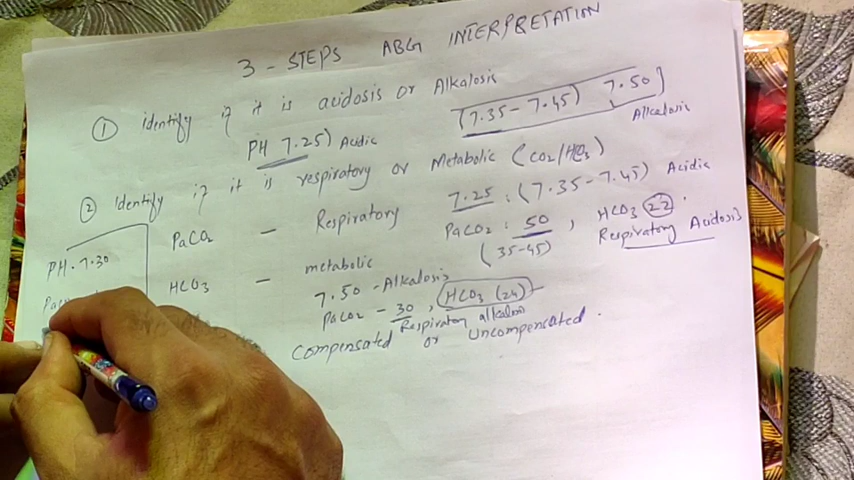 3 - STEPS ABG INTERPRETATION
① identify if it is acidosis or Alkalosis
PH 7.25) Acidic
(7.35 - 7.45) 7.50)
Alkalosis
② Identify if it is respiratory or Metabolic (CO2/HCO3)
PaCO2 - Respiratory
7.25 : (7.35 - 7.45) Acidic
PaCO2 : 50 , HCO3 22 .
(35-45)
Respiratory Acidosis
HCO3 - metabolic
7.50 - Alkalosis
PaCO2 - 30 , HCO3 (24)
Respiratory alkalosis
Compensated or Uncompensated .
PH . 7.30